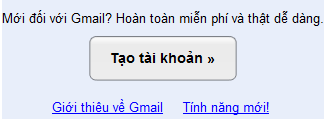 Mới đối với Gmail? Hoàn toàn miễn phí và thật dễ dàng.
Tạo tài khoản »
Giới thiệu về Gmail Tính năng mới!